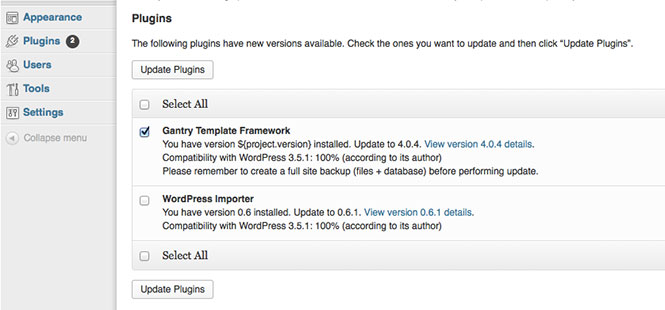 Appearance
Plugins 2
Users
Tools
Settings
Collapse menu
Plugins
The following plugins have new versions available. Check the ones you want to update and then click “Update Plugins”.
Update Plugins
Select All
Gantry Template Framework
You have version ${project.version} installed. Update to 4.0.4. View version 4.0.4 details.
Compatibility with WordPress 3.5.1: 100% (according to its author)
Please remember to create a full site backup (files + database) before performing update.
WordPress Importer
You have version 0.6 installed. Update to 0.6.1. View version 0.6.1 details.
Compatibility with WordPress 3.5.1: 100% (according to its author)
Select All
Update Plugins